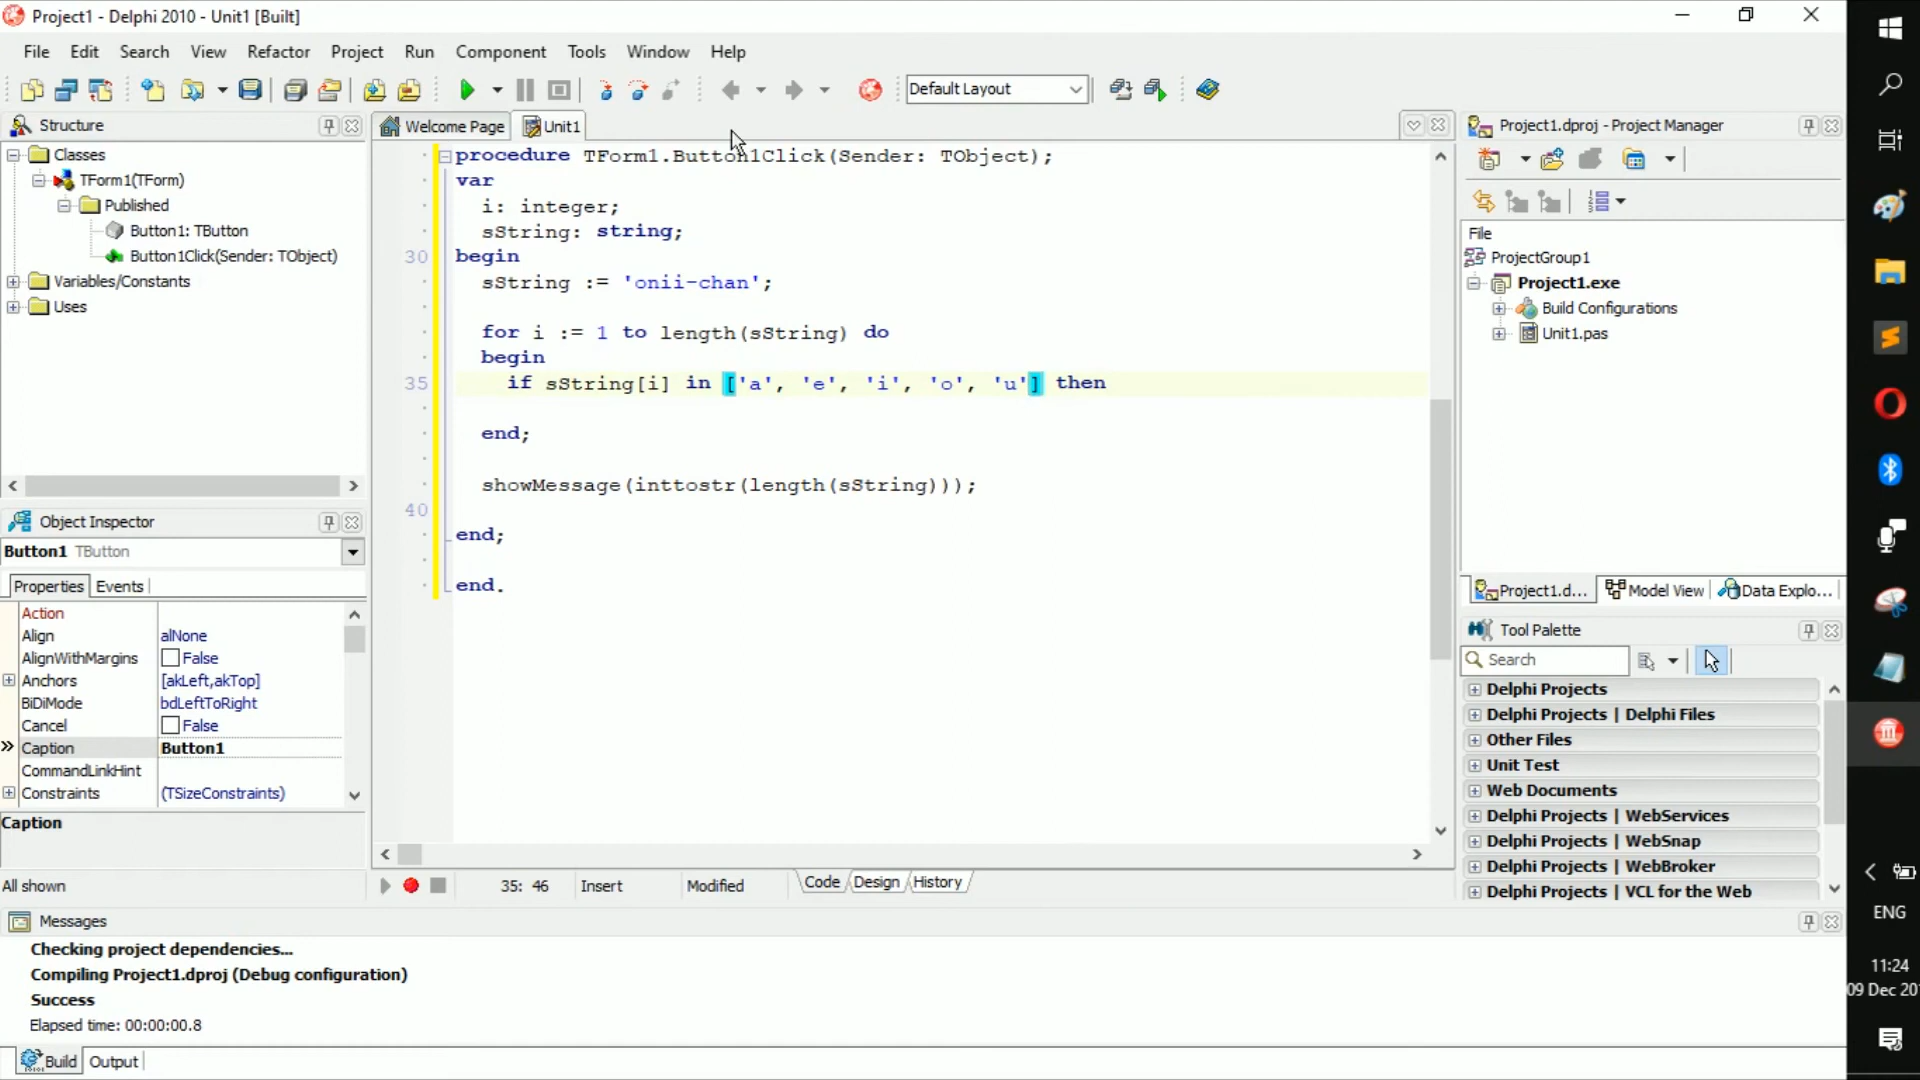 Project1 - Delphi 2010 - Unit1 [Built]
File Edit Search View Refactor Project Run Component Tools Window Help
Default Layout
Structure
Classes
TForm1(TForm)
Published
Button1: TButton
Button1Click(Sender: TObject)
Variables/Constants
Uses
Object Inspector
Button1 TButton
Properties Events
Action
Align alNone
AlignWithMargins False
Anchors [akLeft,akTop]
BiDiMode bdLeftToRight
Cancel False
Caption Button1
CommandLinkHint
Constraints (TSizeConstraints)
Caption
All shown
Welcome Page Unit1
procedure TForm1.Button1Click(Sender: TObject);
var
i: integer;
sString: string;
30 begin
sString := 'onii-chan';
for i := 1 to length(sString) do
begin
35 if sString[i] in ['a', 'e', 'i', 'o', 'u'] then
end;
showMessage(inttostr(length(sString)));
40
end;
end.
35: 46 Insert Modified Code Design History
Project1.dproj - Project Manager
File
ProjectGroup1
Project1.exe
Build Configurations
Unit1.pas
Project1.d... Model View Data Explo...
Tool Palette
Search
Delphi Projects
Delphi Projects | Delphi Files
Other Files
Unit Test
Web Documents
Delphi Projects | WebServices
Delphi Projects | WebSnap
Delphi Projects | WebBroker
Delphi Projects | VCL for the Web
Messages
Checking project dependencies...
Compiling Project1.dproj (Debug configuration)
Success
Elapsed time: 00:00:00.8
Build Output
ENG
11:24
09 Dec 20